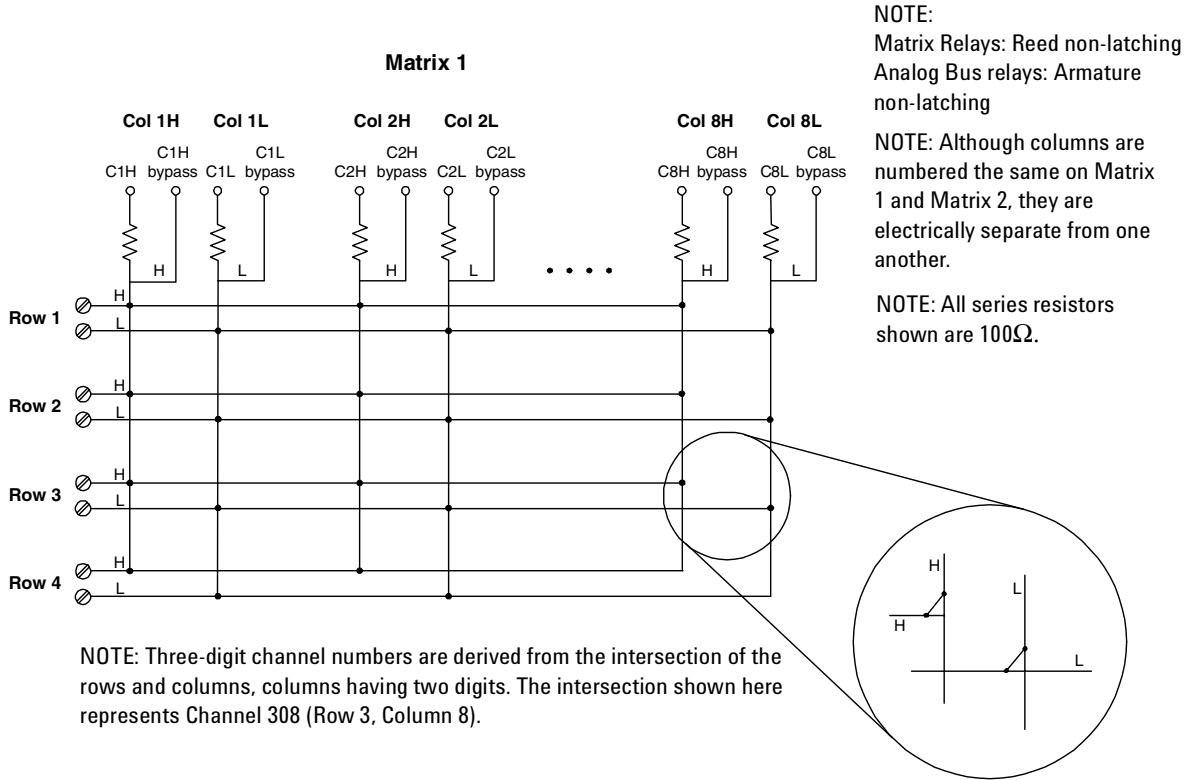 NOTE:
Matrix Relays: Reed non-latching
Analog Bus relays: Armature
non-latching
NOTE: Although columns are
numbered the same on Matrix
1 and Matrix 2, they are
electrically separate from one
another.
NOTE: All series resistors
shown are 100Ω.
Matrix 1
Col 1H Col 1L Col 2H Col 2L Col 8H Col 8L
C1H C1L C2H C2L C8H C8L
C1H bypass C1L bypass C2H bypass C2L bypass C8H bypass C8L bypass
H L H L H L
H
Row 1
L
H
Row 2
L
H
Row 3
L
H
Row 4
L
H
L
H
L
NOTE: Three-digit channel numbers are derived from the intersection of the
rows and columns, columns having two digits. The intersection shown here
represents Channel 308 (Row 3, Column 8).